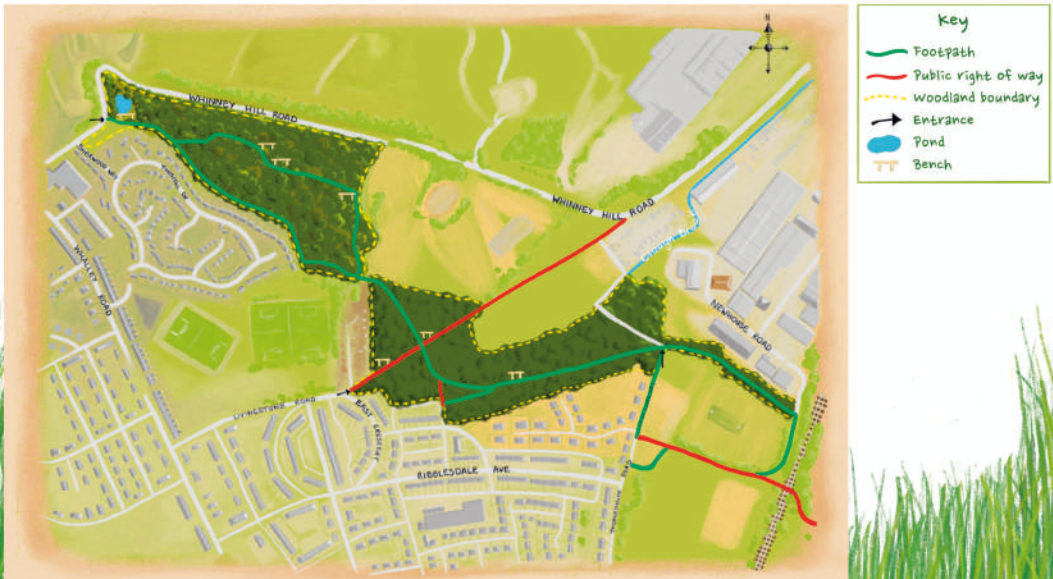 N
WHINNEY HILL ROAD
WHINNEY HILL ROAD
WHALLEY ROAD
NEWHOUSE ROAD
LIVINGSTONE ROAD
EAST CRESCENT
RIBBLESDALE AVE
Key
Footpath
Public right of way
Woodland boundary
Entrance
Pond
Bench